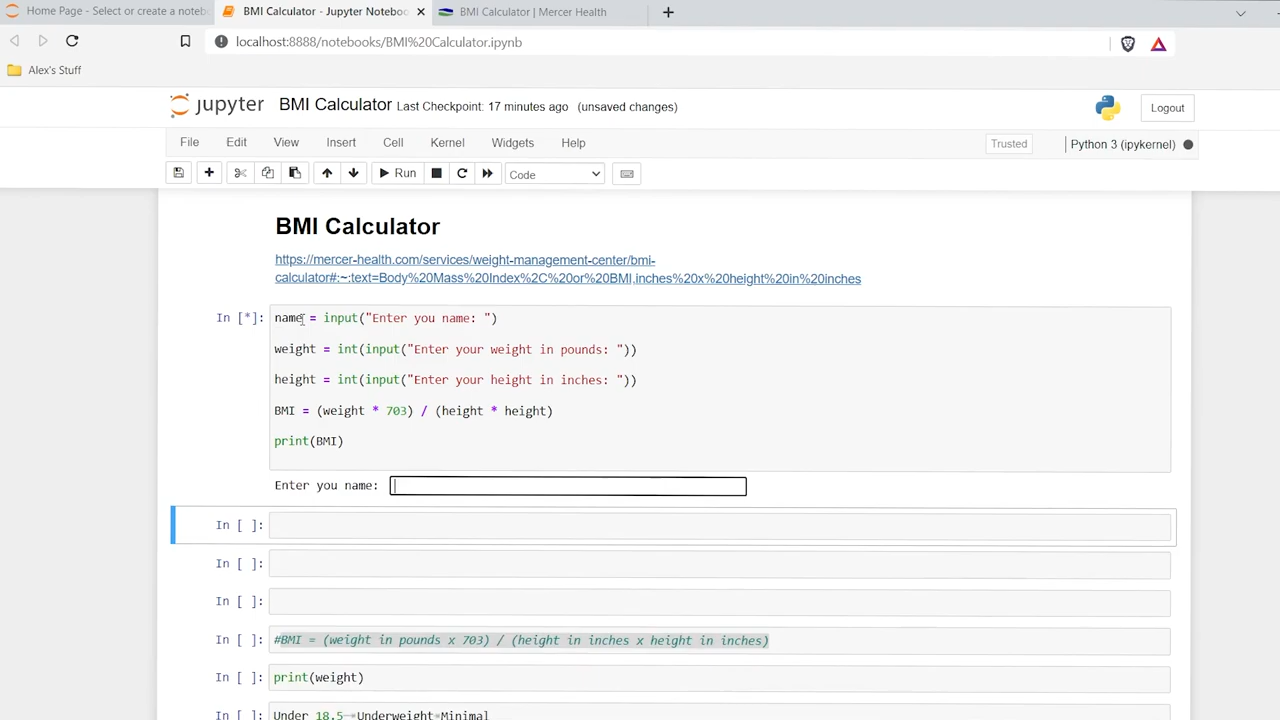 Home Page - Select or create a noteb
BMI Calculator - Jupyter Noteboo
BMI Calculator | Mercer Health
localhost:8888/notebooks/BMI%20Calculator.ipynb
Alex's Stuff
jupyter BMI Calculator Last Checkpoint: 17 minutes ago (unsaved changes) Logout
File Edit View Insert Cell Kernel Widgets Help Trusted Python 3 (ipykernel)
Run Code
BMI Calculator
https://mercer-health.com/services/weight-management-center/bmi-
calculator#:~:text=Body%20Mass%20Index%2C%20or%20BMI,inches%20x%20height%20in%20inches
In [*]: name = input("Enter you name: ")
weight = int(input("Enter your weight in pounds: "))
height = int(input("Enter your height in inches: "))
BMI = (weight * 703) / (height * height)
print(BMI)
Enter you name:
In [ ]:
In [ ]:
In [ ]:
In [ ]: #BMI = (weight in pounds x 703) / (height in inches x height in inches)
In [ ]: print(weight)
In [ ]: Under 18.5 Underweight Minimal